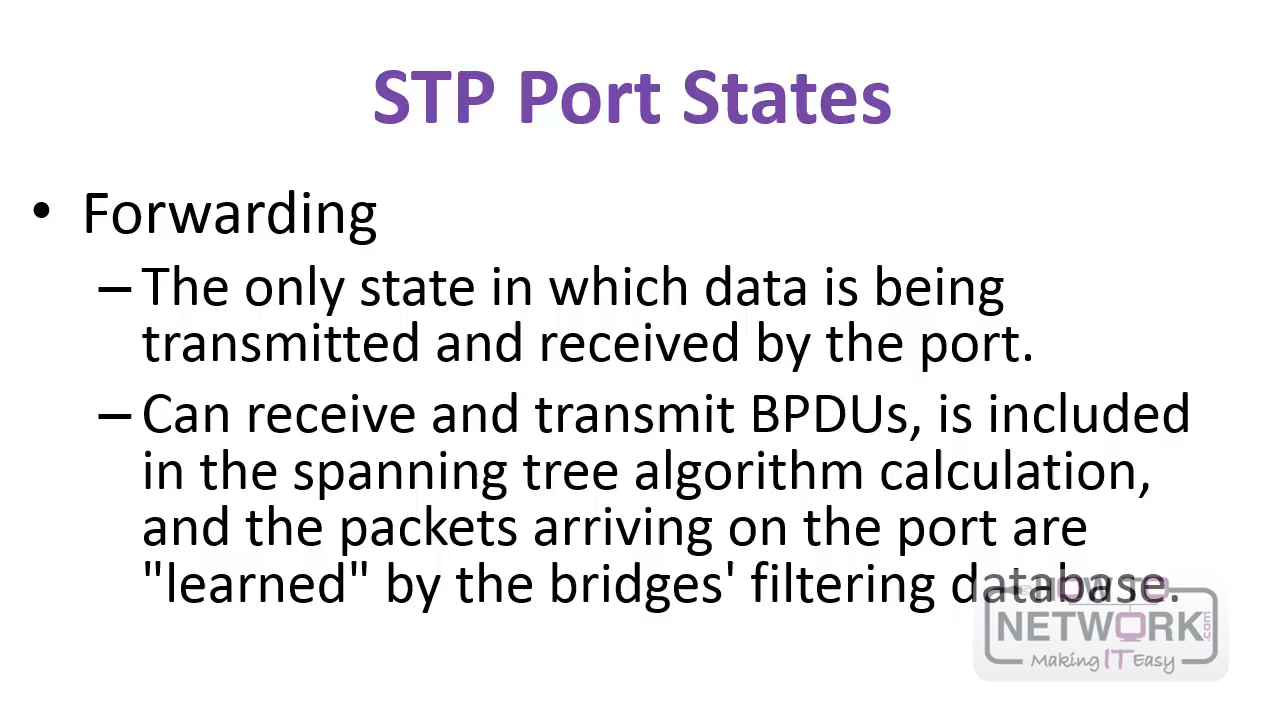 STP Port States
• Forwarding
– The only state in which data is being
transmitted and received by the port.
– Can receive and transmit BPDUs, is included
in the spanning tree algorithm calculation,
and the packets arriving on the port are
"learned" by the bridges' filtering database.
HOW TO
NETWORK.com
Making IT Easy